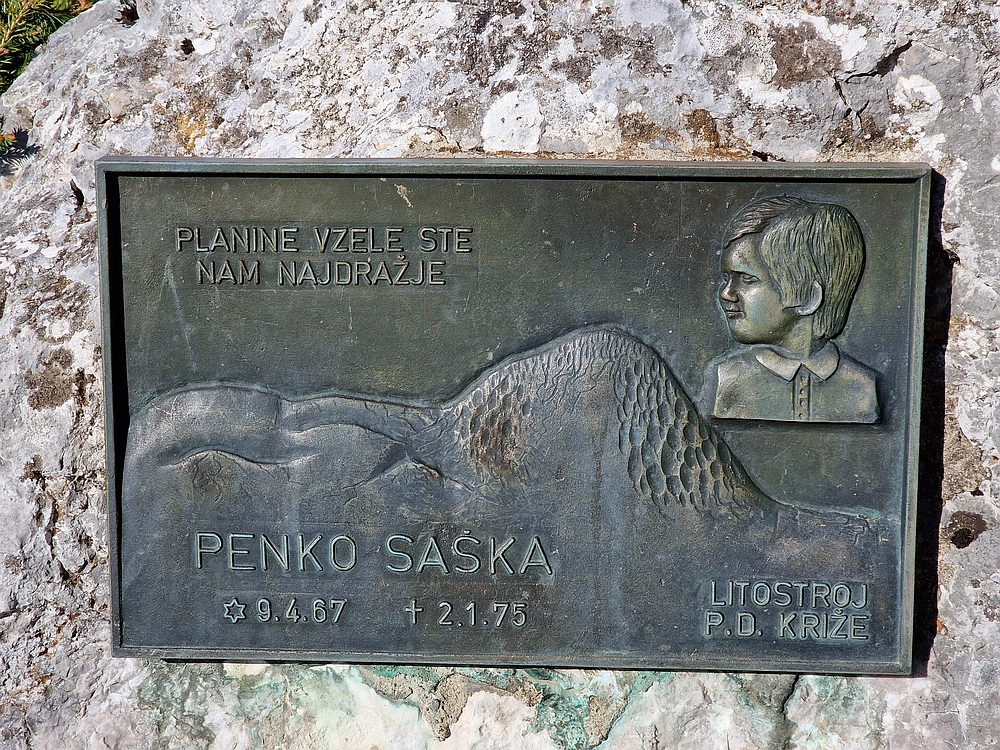 PLANINE VZELE STE
NAM NAJDRAŽJE
PENKO SAŠKA
✡ 9.4.67 † 2.1.75
LITOSTROJ
P.D. KRIŽE